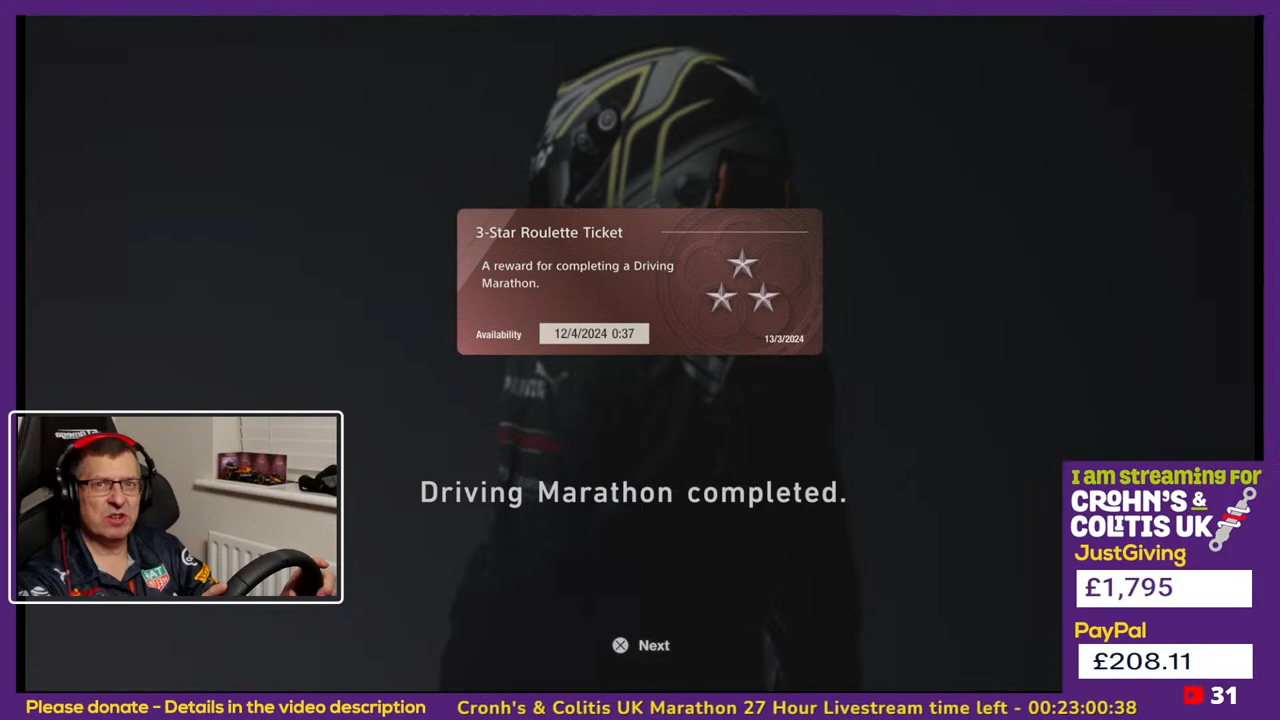 3-Star Roulette Ticket
A reward for completing a Driving
Marathon.
Availability
12/4/2024 0:37
13/3/2024
Driving Marathon completed.
Next
I am streaming FOR
CROHN'S &
COLITIS UK
JustGiving
£1,795
PayPal
£208.11
31
Please donate - Details in the video description
Cronh's & Colitis UK Marathon 27 Hour Livestream time left - 00:23:00:38